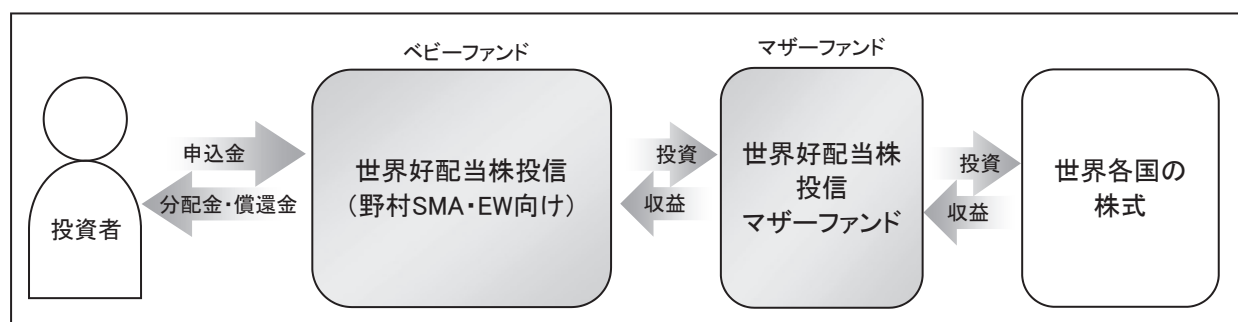 ベビーファンド
マザーファンド
投資者
申込金
分配金・償還金
世界好配当株投信
（野村SMA・EW向け）
投資
収益
世界好配当株
投信
マザーファンド
投資
収益
世界各国の
株式